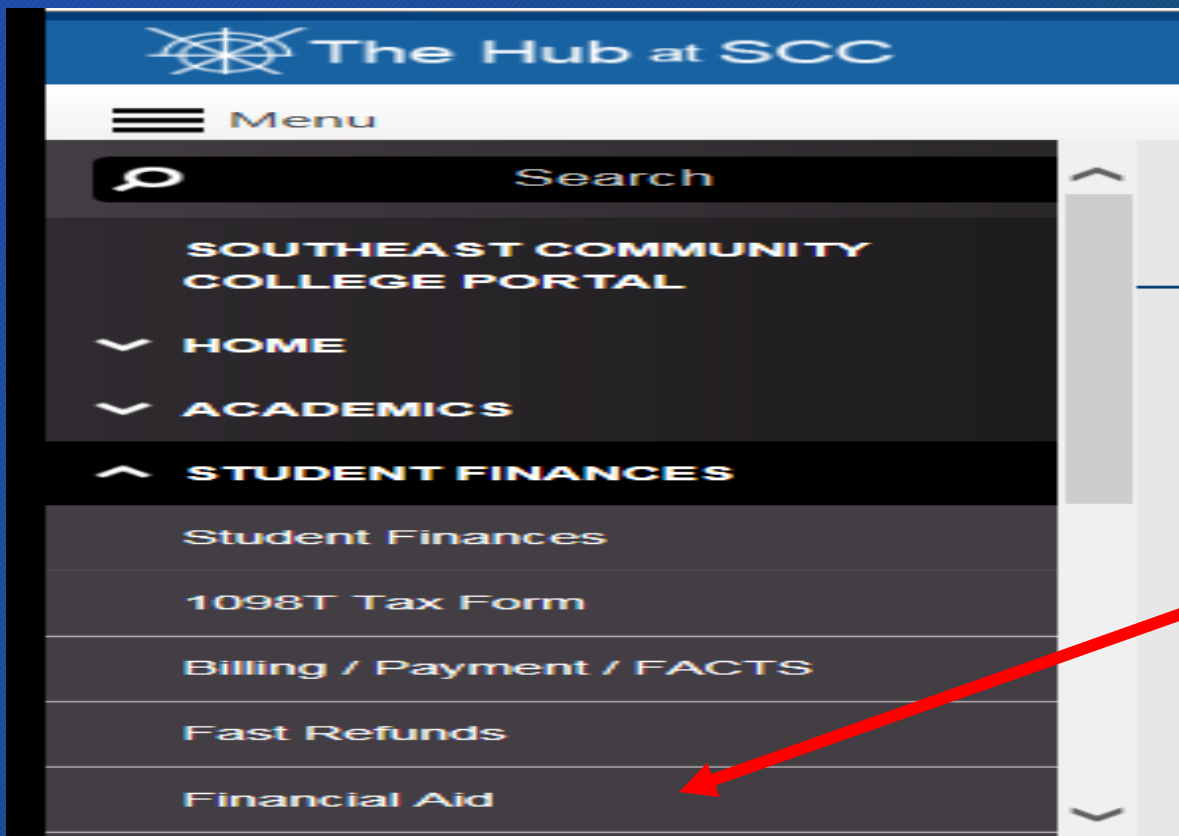 The Hub at SCC
Menu
Search
SOUTHEAST COMMUNITY
COLLEGE PORTAL
HOME
ACADEMICS
STUDENT FINANCES
Student Finances
1098T Tax Form
Billing / Payment / FACTS
Fast Refunds
Financial Aid